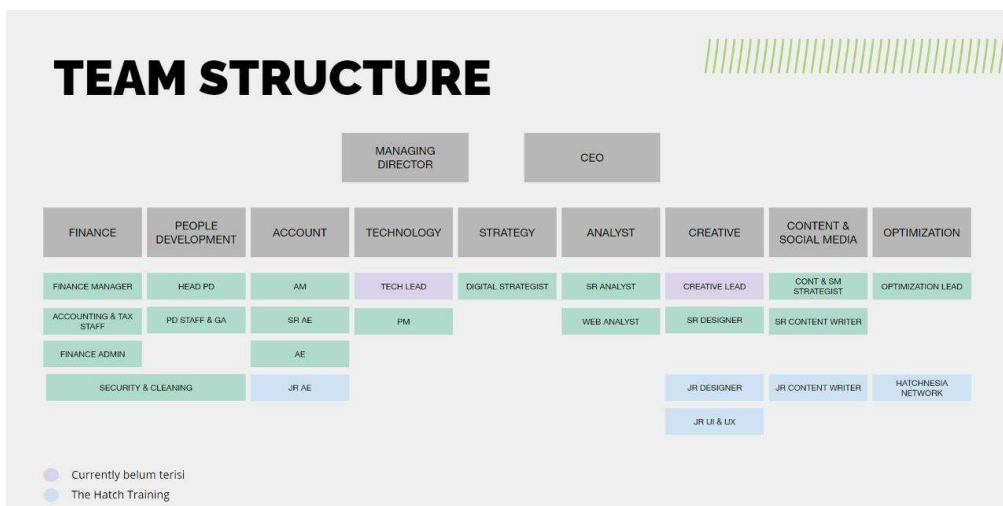 TEAM STRUCTURE
MANAGING
DIRECTOR
CEO
FINANCE
PEOPLE
DEVELOPMENT
ACCOUNT
TECHNOLOGY
STRATEGY
ANALYST
CREATIVE
CONTENT &
SOCIAL MEDIA
OPTIMIZATION
FINANCE MANAGER
HEAD PD
AM
TECH LEAD
DIGITAL STRATEGIST
SR ANALYST
CREATIVE LEAD
CONT & SM
STRATEGIST
OPTIMIZATION LEAD
ACCOUNTING & TAX
STAFF
PD STAFF & GA
SR AE
PM
WEB ANALYST
SR DESIGNER
SR CONTENT WRITER
FINANCE ADMIN
AE
SECURITY & CLEANING
JR AE
JR DESIGNER
JR CONTENT WRITER
HATCHNESIA
NETWORK
JR UI & UX
Currently belum terisi
The Hatch Training